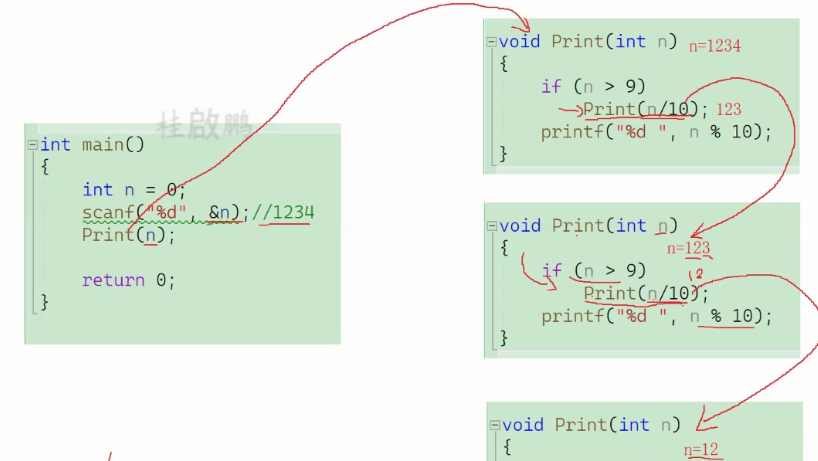 int main()
{
int n = 0;
scanf("%d", &n);//1234
Print(n);
return 0;
}
桂啟鹏
void Print(int n) n=1234
{
if (n > 9)
Print(n/10); 123
printf("%d ", n % 10);
}
void Print(int n)
{ n=123
if (n > 9) 12
Print(n/10);
printf("%d ", n % 10);
}
void Print(int n)
{ n=12